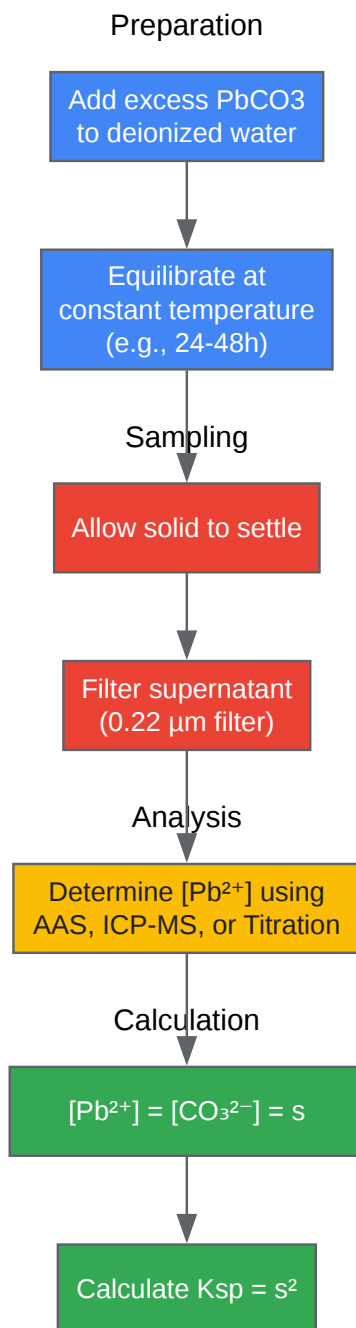 Preparation
Add excess PbCO3
to deionized water
Equilibrate at
constant temperature
(e.g., 24-48h)
Sampling
Allow solid to settle
Filter supernatant
(0.22 µm filter)
Analysis
Determine [Pb²⁺] using
AAS, ICP-MS, or Titration
Calculation
[Pb²⁺] = [CO₃²⁻] = s
Calculate Ksp = s²